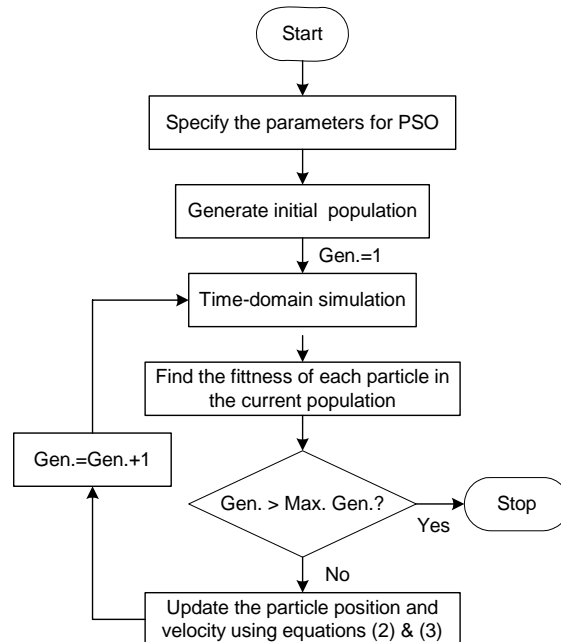 Start
Specify the parameters for PSO
Generate initial population
Gen.=1
Time-domain simulation
Find the fittness of each particle in
the current population
Gen.=Gen.+1
Gen. > Max. Gen.?
Stop
Yes
No
Update the particle position and
velocity using equations (2) & (3)